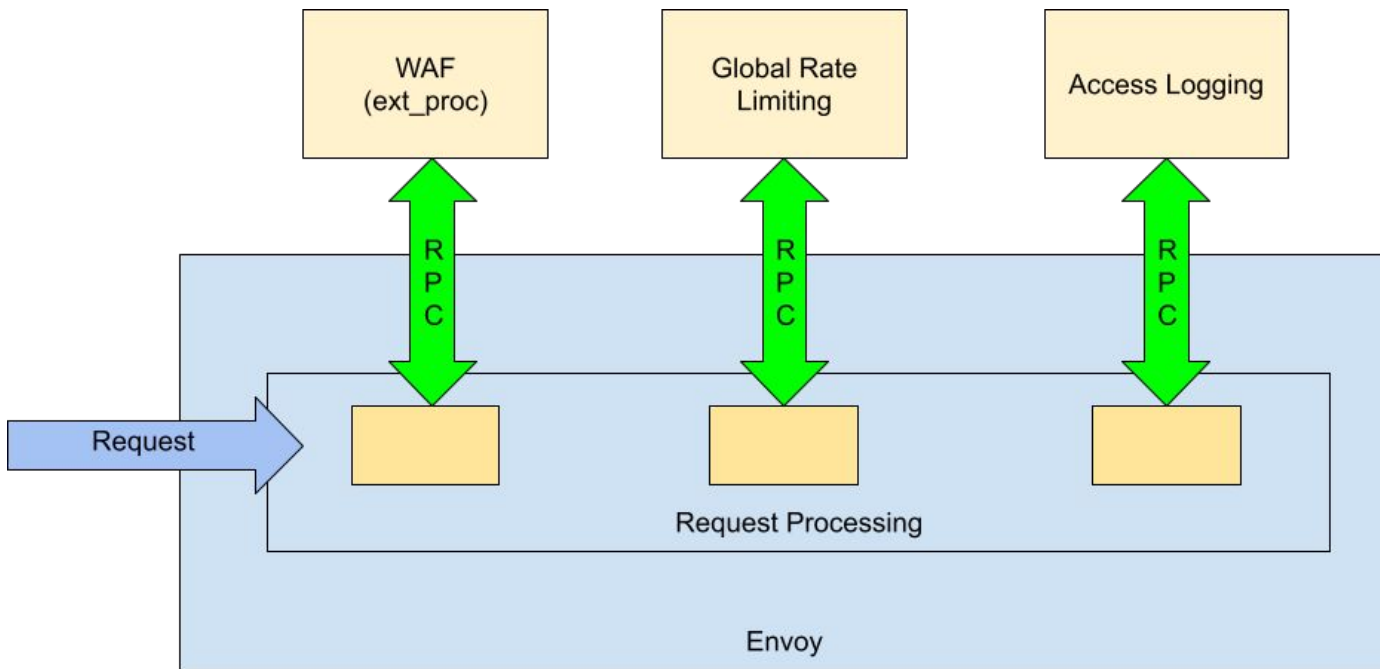 WAF
(ext_proc)
Global Rate
Limiting
Access Logging
R
P
C
R
P
C
R
P
C
Request
Request Processing
Envoy